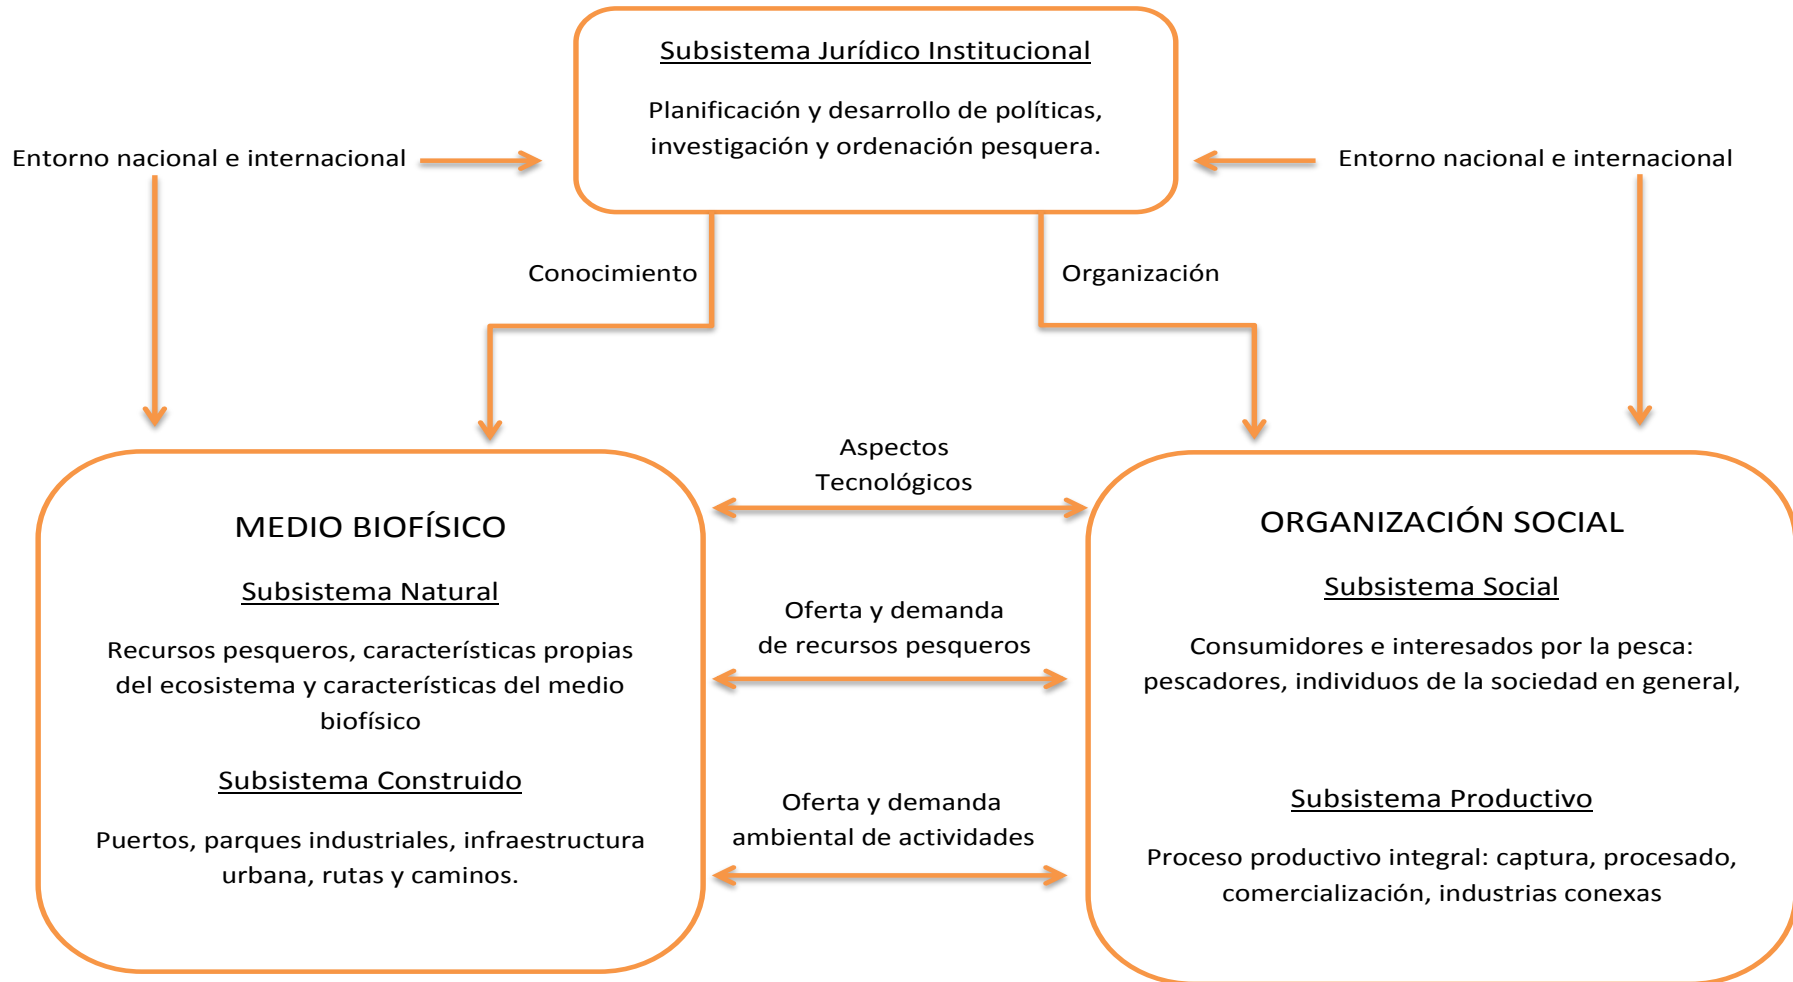 Subsistema Jurídico Institucional
Planificación y desarrollo de políticas,
investigación y ordenación pesquera.
Entorno nacional e internacional
Entorno nacional e internacional
Conocimiento
Organización
Aspectos
Tecnológicos
MEDIO BIOFÍSICO
Subsistema Natural
Recursos pesqueros, características propias
del ecosistema y características del medio
biofísico
Subsistema Construido
Puertos, parques industriales, infraestructura
urbana, rutas y caminos.
Oferta y demanda
de recursos pesqueros
Oferta y demanda
ambiental de actividades
ORGANIZACIÓN SOCIAL
Subsistema Social
Consumidores e interesados por la pesca:
pescadores, individuos de la sociedad en general,
Subsistema Productivo
Proceso productivo integral: captura, procesado,
comercialización, industrias conexas